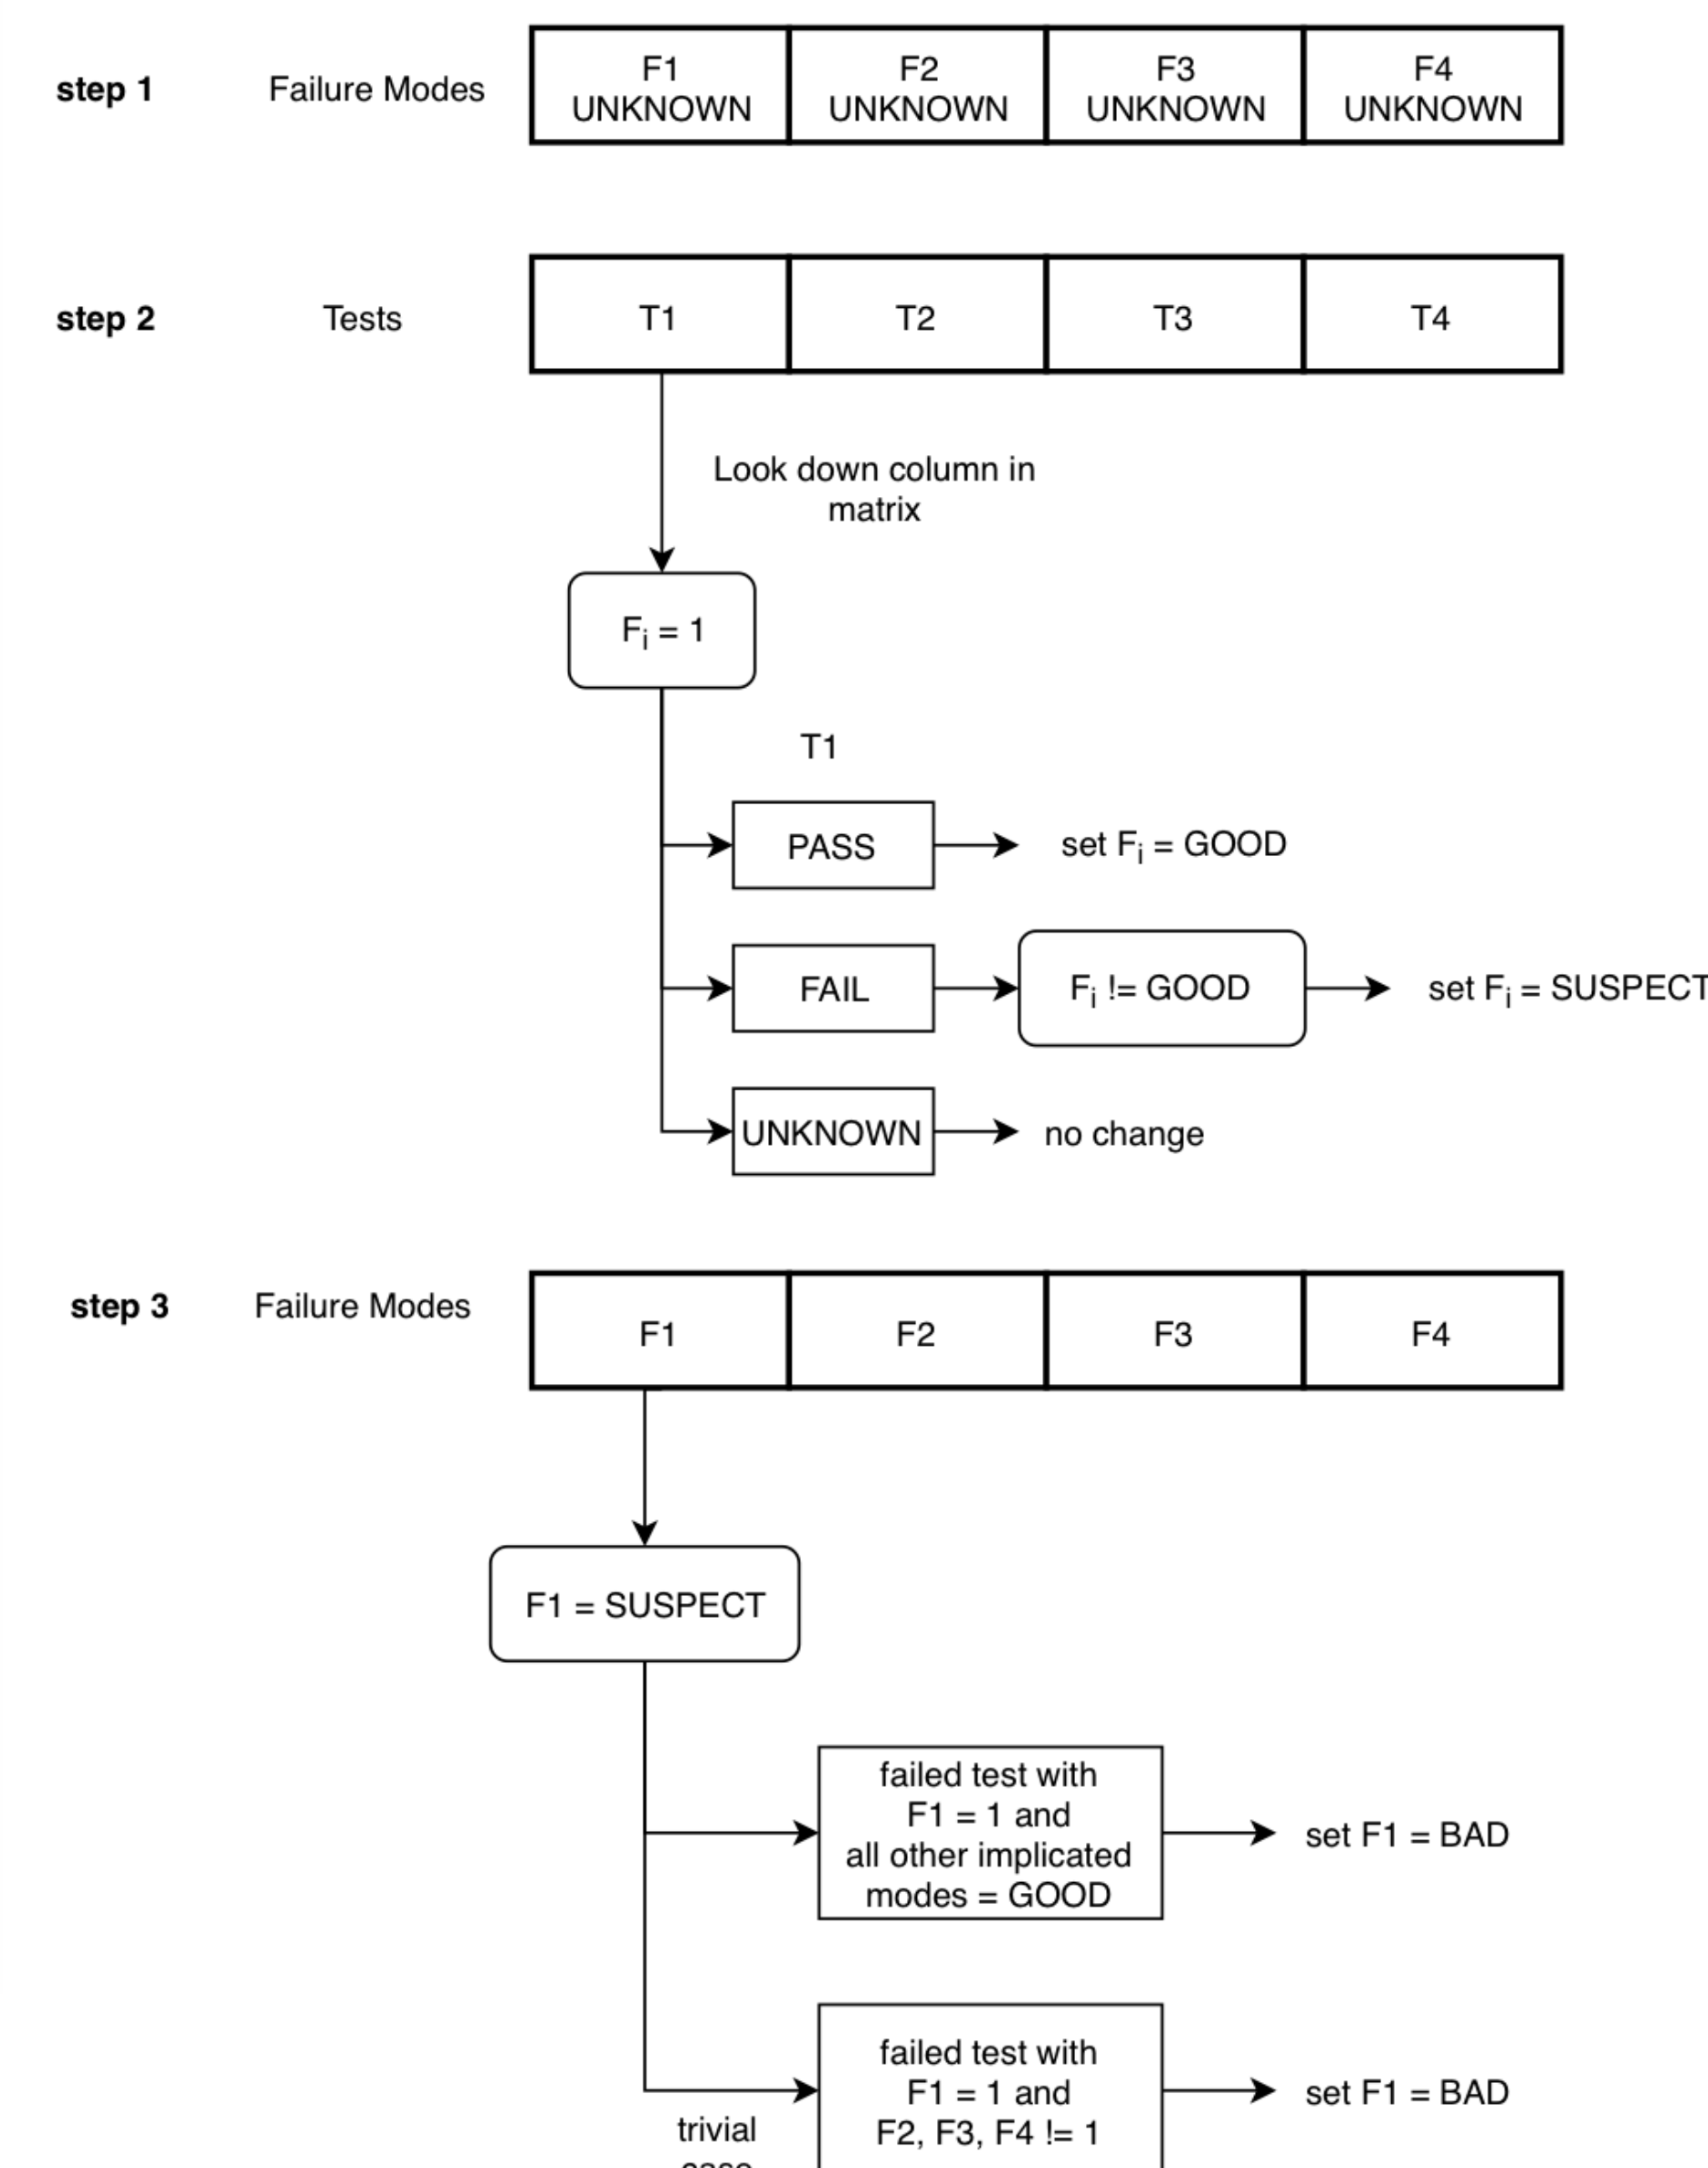 step 1
Failure Modes
F1
UNKNOWN
F2
UNKNOWN
F3
UNKNOWN
F4
UNKNOWN
step 2
Tests
T1
T2
T3
T4
Look down column in
matrix
Fi = 1
T1
PASS
set Fi = GOOD
FAIL
Fi != GOOD
set Fi = SUSPECT
UNKNOWN
no change
step 3
Failure Modes
F1
F2
F3
F4
F1 = SUSPECT
failed test with
F1 = 1 and
all other implicated
modes = GOOD
set F1 = BAD
trivial
failed test with
F1 = 1 and
F2, F3, F4 != 1
set F1 = BAD